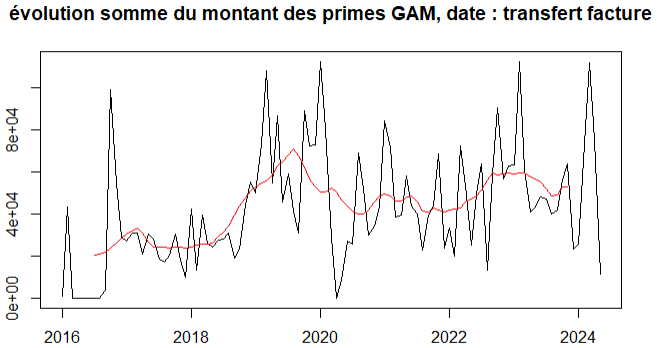 évolution somme du montant des primes GAM, date : transfert facture
8e+04
4e+04
0e+00
2016
2018
2020
2022
2024